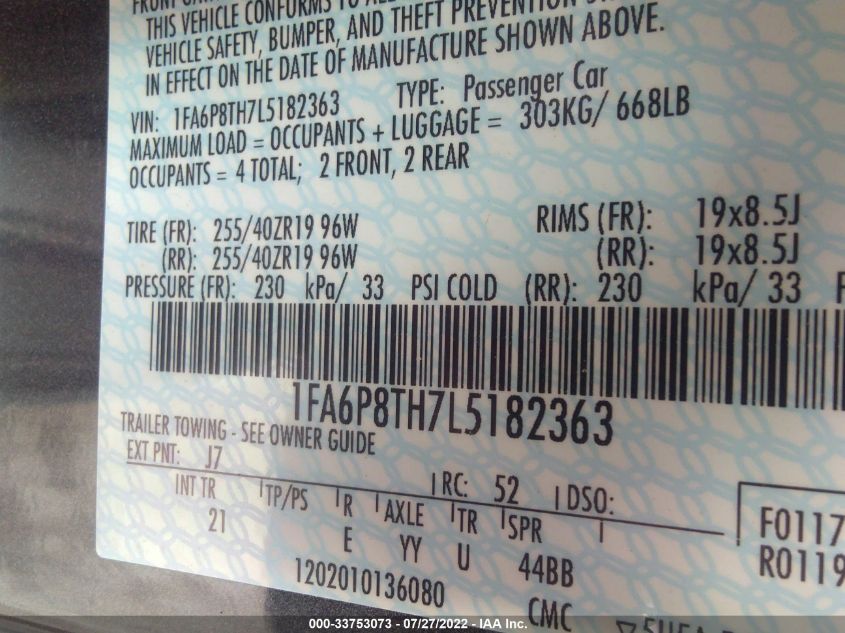 THIS VEHICLE CONFORMS TO
VEHICLE SAFETY, BUMPER, AND THEFT PREVENTION
IN EFFECT ON THE DATE OF MANUFACTURE SHOWN ABOVE.
VIN: 1FA6P8TH7L5182363 TYPE: Passenger Car
MAXIMUM LOAD = OCCUPANTS + LUGGAGE = 303KG/ 668LB
OCCUPANTS = 4 TOTAL; 2 FRONT, 2 REAR
TIRE (FR): 255/40ZR19 96W RIMS (FR): 19x8.5J
(RR): 255/40ZR19 96W (RR): 19x8.5J
PRESSURE (FR): 230 kPa/ 33 PSI COLD (RR): 230 kPa/ 33
1FA6P8TH7L5182363
TRAILER TOWING - SEE OWNER GUIDE
EXT PNT: J7 RC: 52 DSO:
INT TR TP/PS R AXLE TR SPR
21 E YY U 44BB
F0117
R0119
1202010136080 CMC
000-33753073 - 07/27/2022 - IAA Inc.